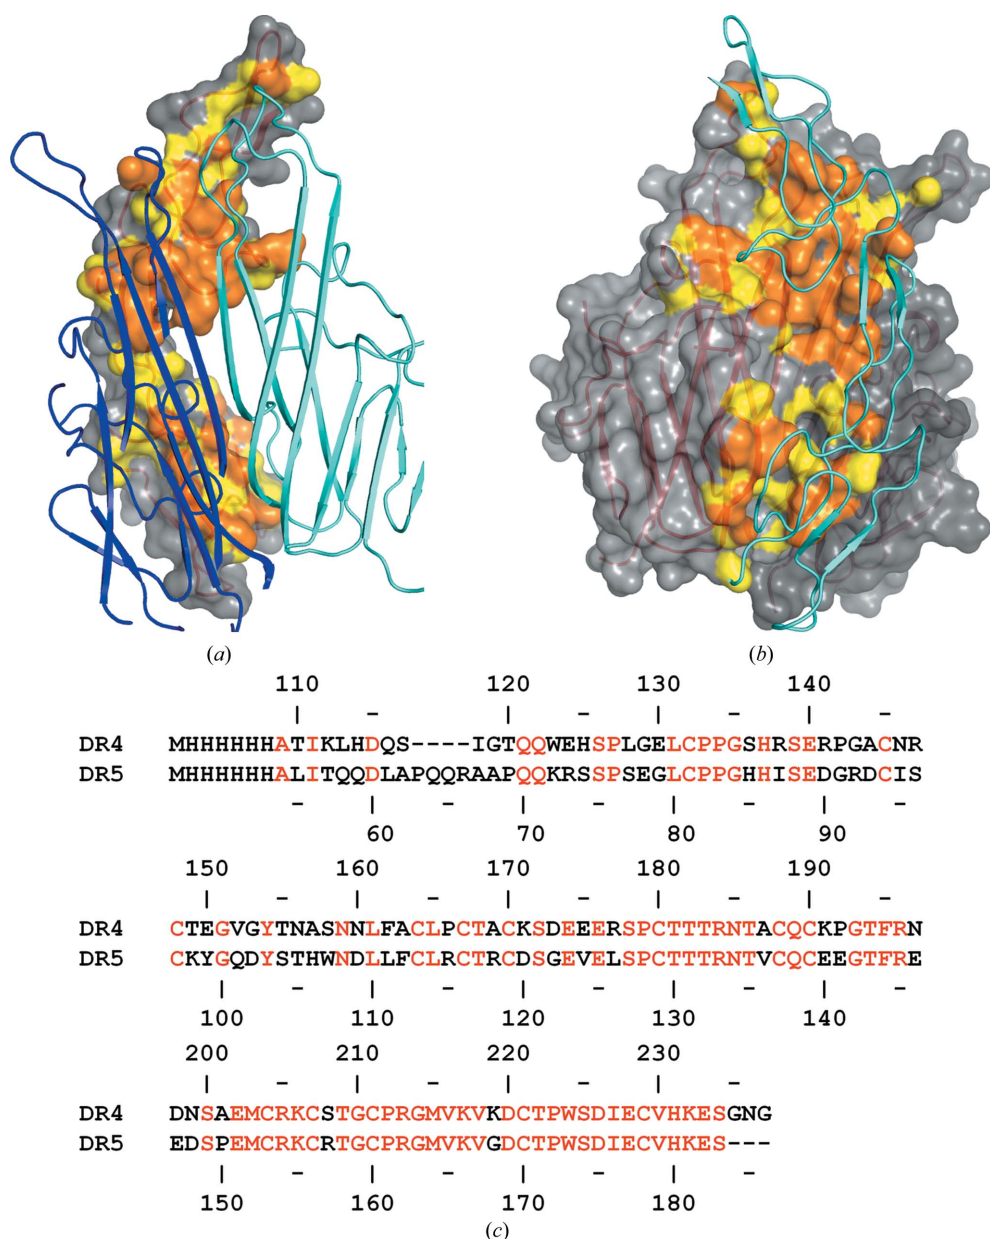 (a)
(b)
110 120 130 140
| - | - | - | -
DR4 MHHHHHHATIKLHDQS----IGTQQWEHSPLGELCPPGSHRSERPGACNR
DR5 MHHHHHHALITQQDLAPQQRAAPQQKRSSPSEGLCPPGHHISEDGRDCIS
- | - | - | - | -
60 70 80 90
150 160 170 180 190
| - | - | - | - | -
DR4 CTEGVGYTNASNNLFACLPCTACKSDEEERSPCTTTRNTACQCKPGTFRN
DR5 CKYGQDYSTHWNDLLFCLRCTRCDSGEVELSPCTTTRNTVCQCEEGTFRE
| - | - | - | - | -
100 110 120 130 140
200 210 220 230
| - | - | - | -
DR4 DNSAEMCRKCSTGCPRGMVKVKDCTPWSDIECVHKESGNG
DR5 EDSPEMCRKCRTGCPRGMVKVGDCTPWSDIECVHKES---
| - | - | - | -
150 160 170 180
(c)